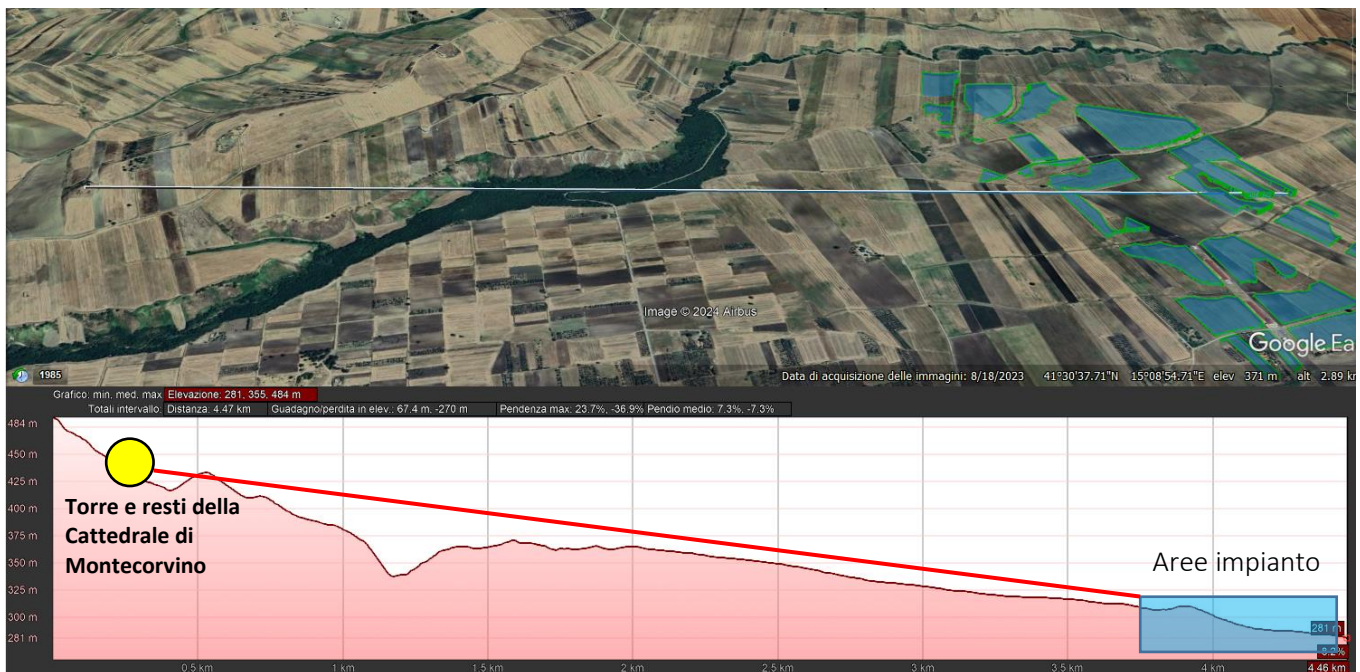 Image © 2024 Airbus
Google Ea
1985
Data di acquisizione delle immagini: 8/18/2023 41°30'37.71"N 15°08'54.71"E elev 371 m alt 2.89 km
Grafico: min. med. max Elevazione: 281, 355, 484 m
Totali intervallo: Distanza: 4.47 km Guadagno/perdita in elev.: 67.4 m, -270 m Pendenza max: 23.7%, -36.9% Pendio medio: 7.3%, -7.3%
484 m
450 m
425 m
400 m
375 m
350 m
325 m
300 m
281 m
Torre e resti della
Cattedrale di
Montecorvino
Aree impianto
281 m
-8.2%
0.5 km
1 km
1.5 km
2 km
2.5 km
3 km
3.5 km
4 km
4.46 km